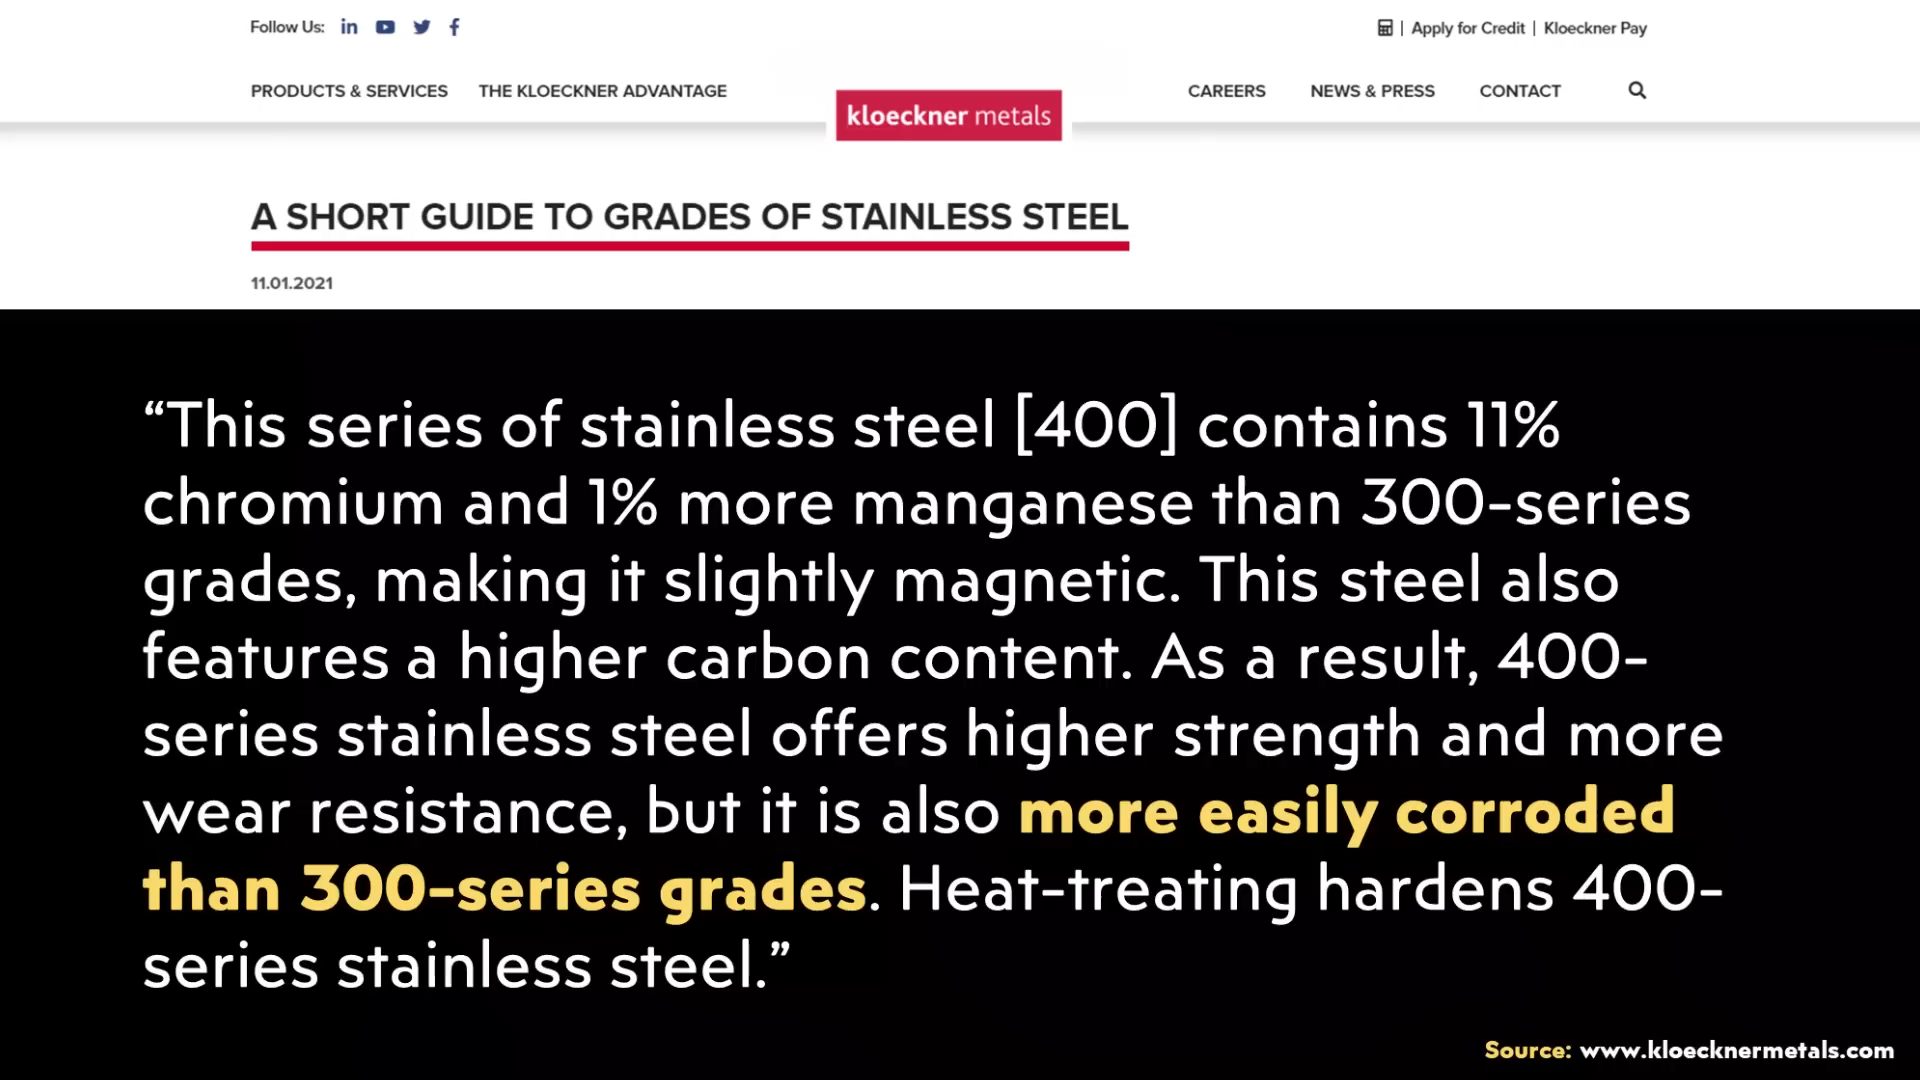 Follow Us:
| Apply for Credit | Kloeckner Pay
PRODUCTS & SERVICES THE KLOECKNER ADVANTAGE
kloeckner metals
CAREERS NEWS & PRESS CONTACT
A SHORT GUIDE TO GRADES OF STAINLESS STEEL
11.01.2021
“This series of stainless steel [400] contains 11%
chromium and 1% more manganese than 300-series
grades, making it slightly magnetic. This steel also
features a higher carbon content. As a result, 400-
series stainless steel offers higher strength and more
wear resistance, but it is also more easily corroded
than 300-series grades. Heat-treating hardens 400-
series stainless steel.”
Source: www.kloecknermetals.com